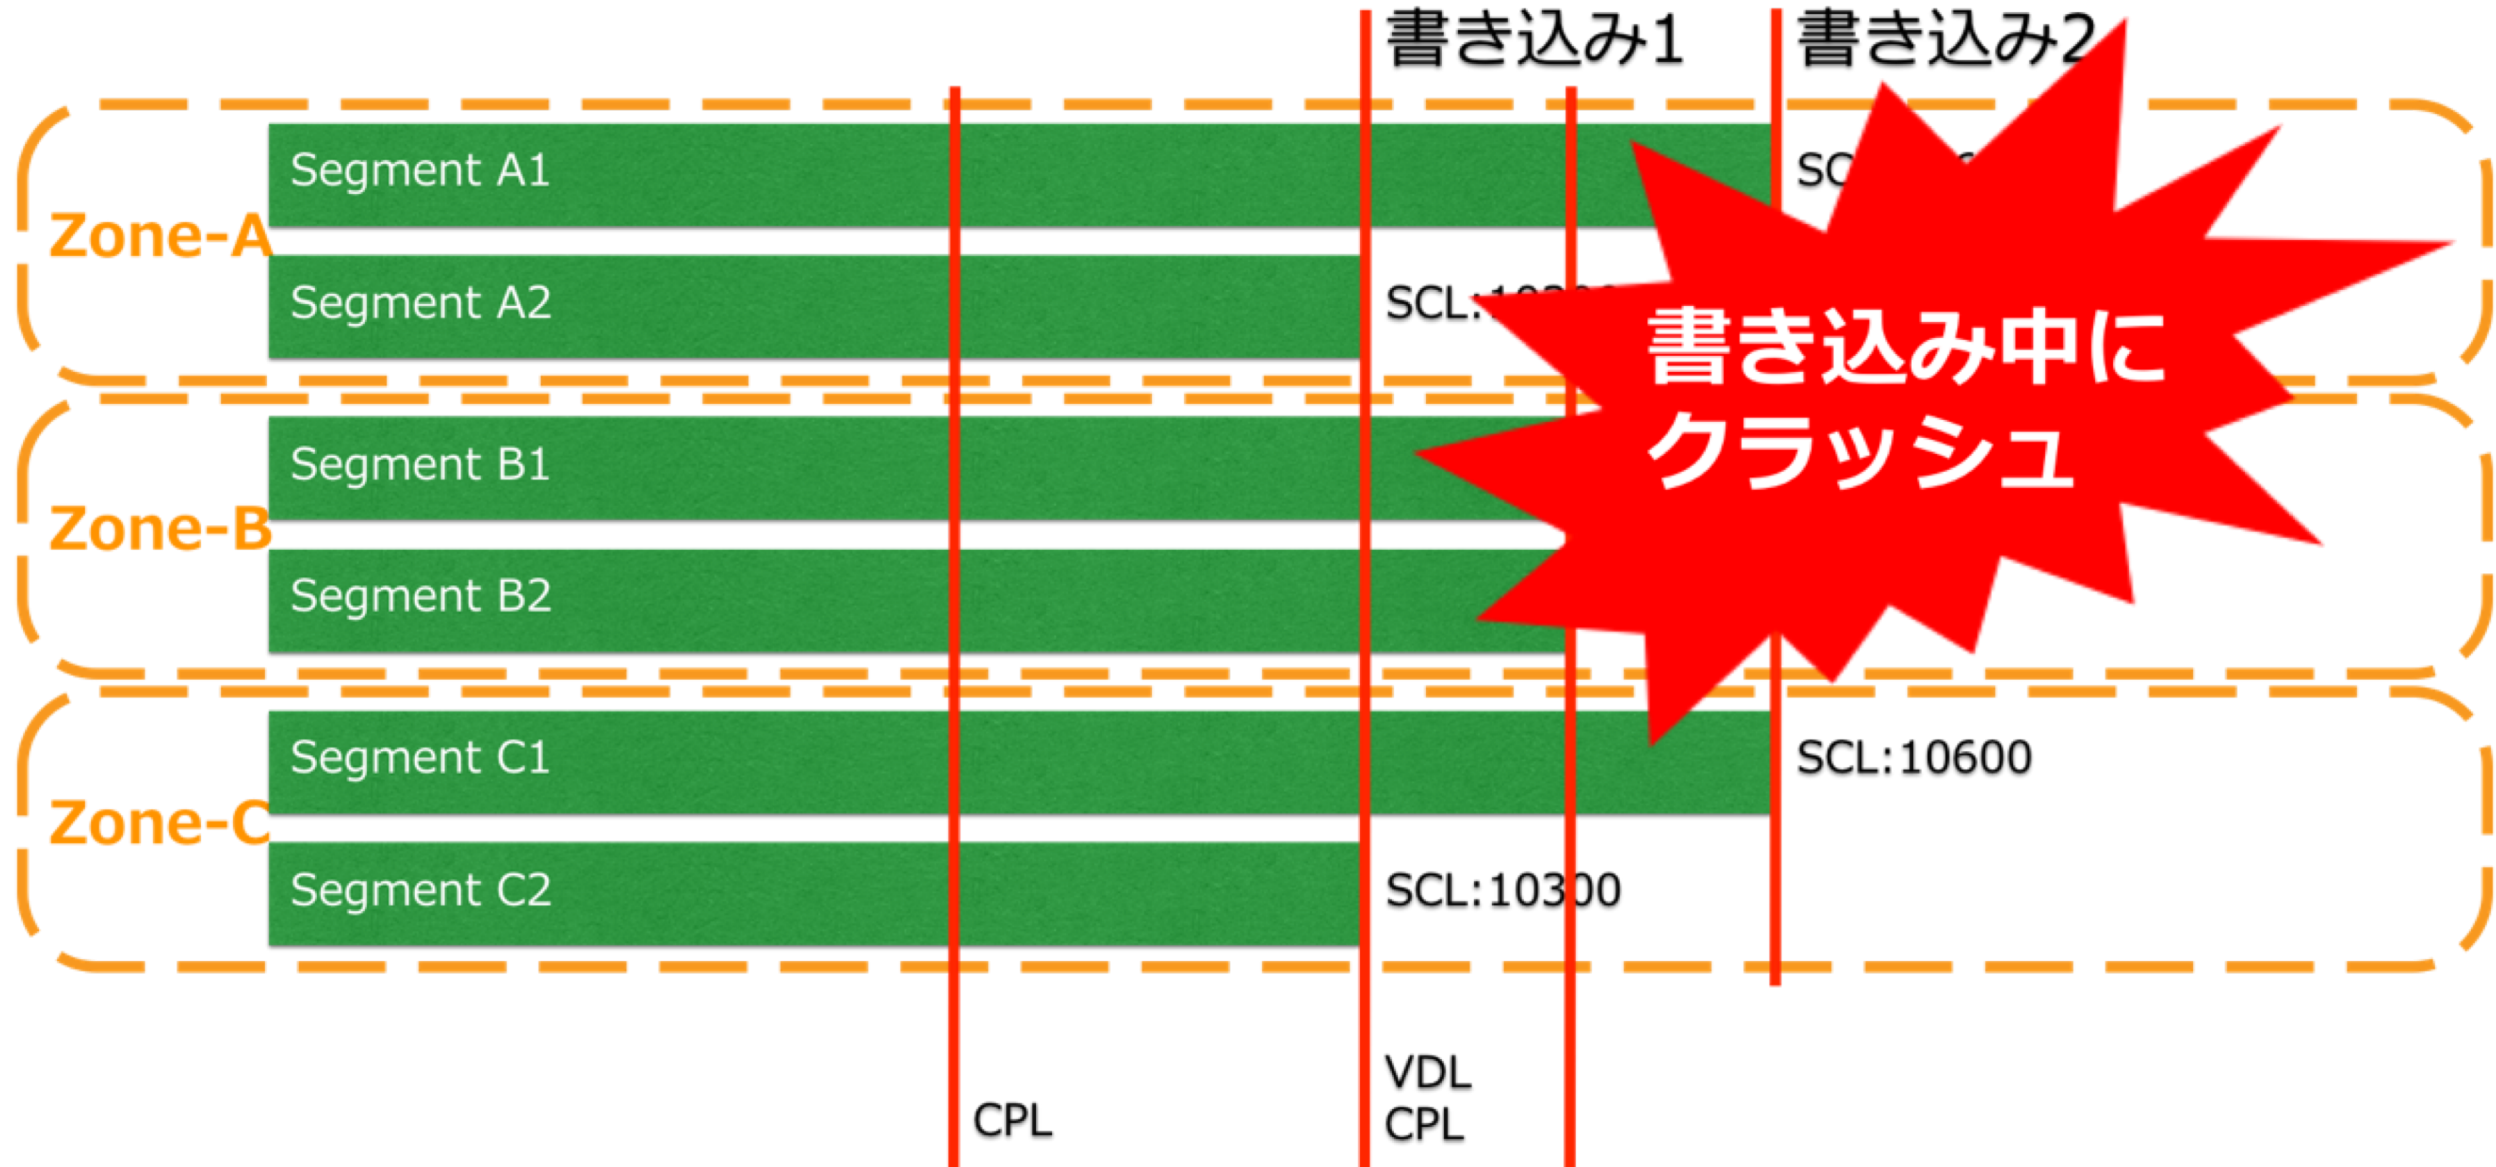 書き込み1
書き込み2
Segment A1
Zone-A
Segment A2
書き込み中に
クラッシュ
Segment B1
Zone-B
Segment B2
Segment C1
SCL:10600
Zone-C
Segment C2
SCL:10300
VDL
CPL
CPL